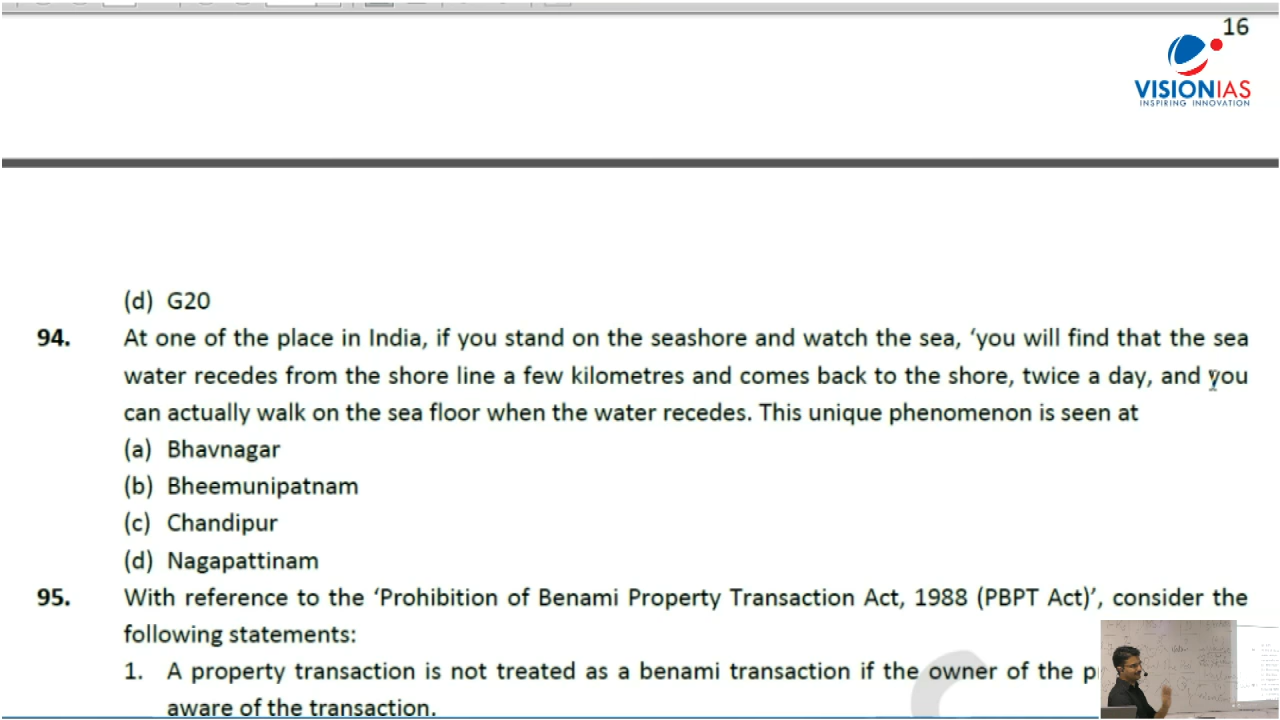 16
VISIONIAS
INSPIRING INNOVATION
(d) G20
94. At one of the place in India, if you stand on the seashore and watch the sea, ‘you will find that the sea
water recedes from the shore line a few kilometres and comes back to the shore, twice a day, and you
can actually walk on the sea floor when the water recedes. This unique phenomenon is seen at
(a) Bhavnagar
(b) Bheemunipatnam
(c) Chandipur
(d) Nagapattinam
95. With reference to the ‘Prohibition of Benami Property Transaction Act, 1988 (PBPT Act)’, consider the
following statements:
1. A property transaction is not treated as a benami transaction if the owner of the
aware of the transaction.